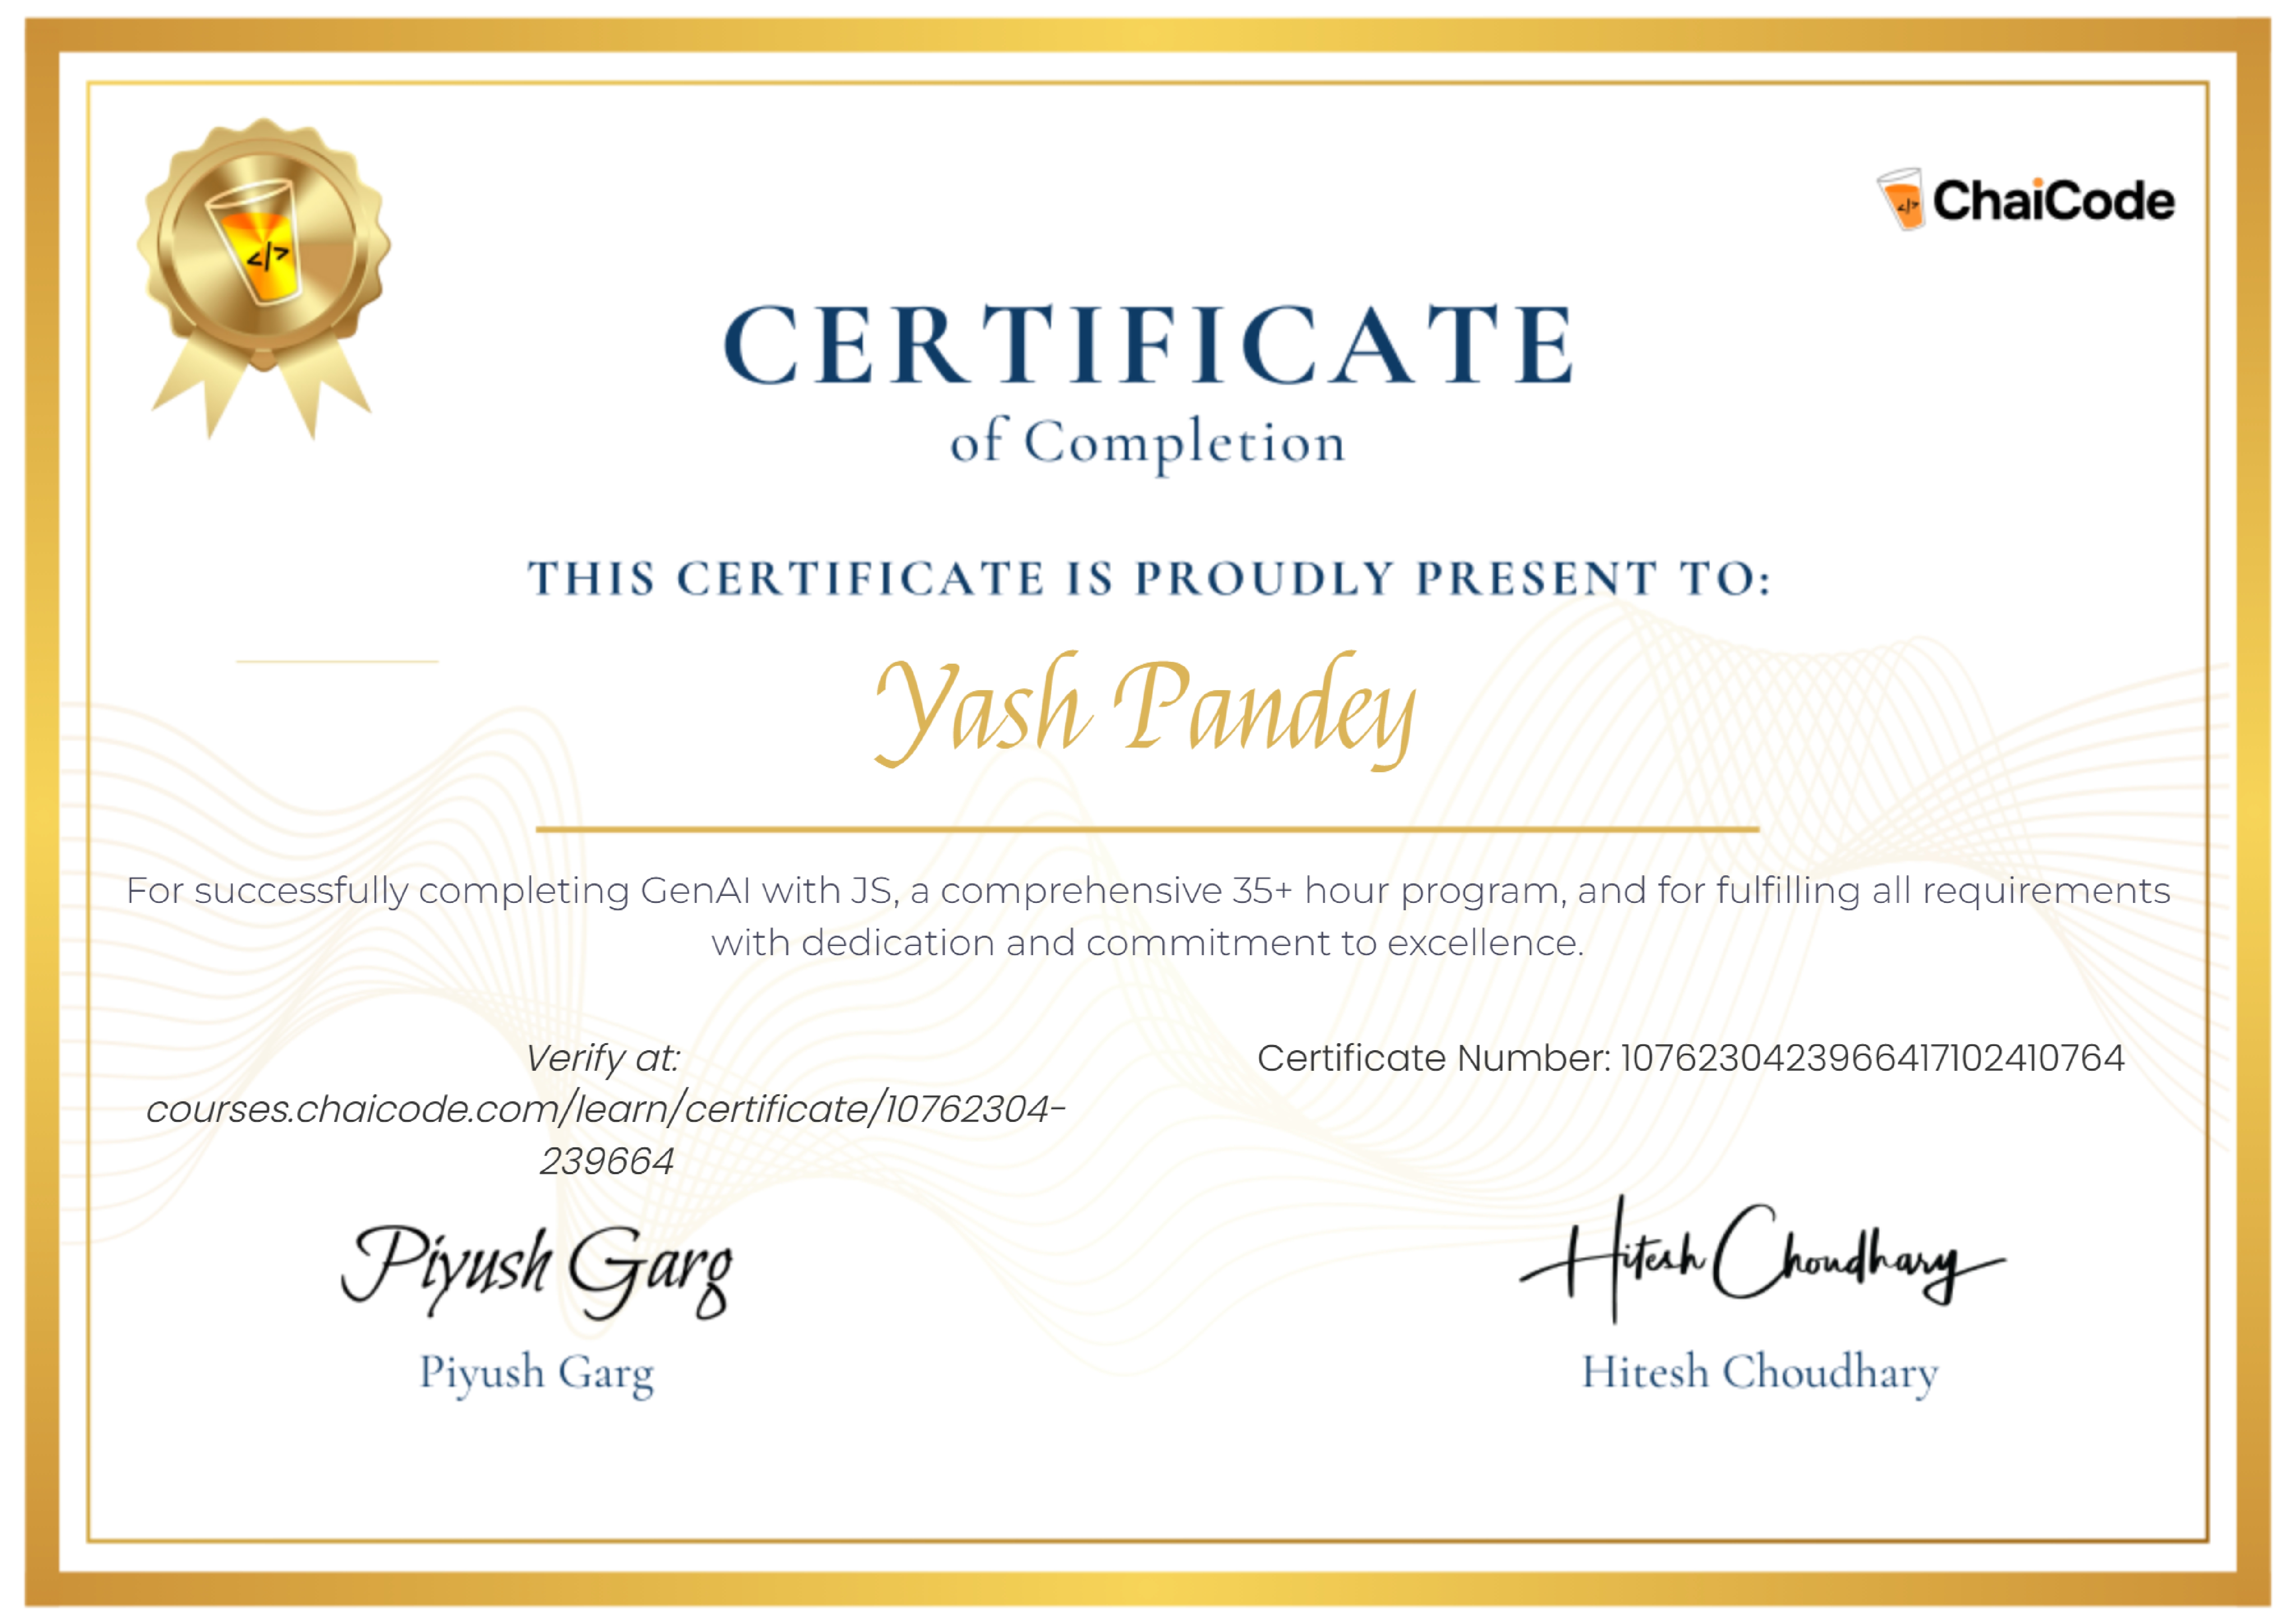 </>
</> ChaiCode
CERTIFICATE
of Completion
THIS CERTIFICATE IS PROUDLY PRESENT TO:
Yash Pandey
For successfully completing GenAI with JS, a comprehensive 35+ hour program, and for fulfilling all requirements
with dedication and commitment to excellence.
Verify at:
courses.chaicode.com/learn/certificate/10762304-
239664
Certificate Number: 1076230423966417102410764
Piyush Garg
Piyush Garg
Hitesh Choudhary
Hitesh Choudhary